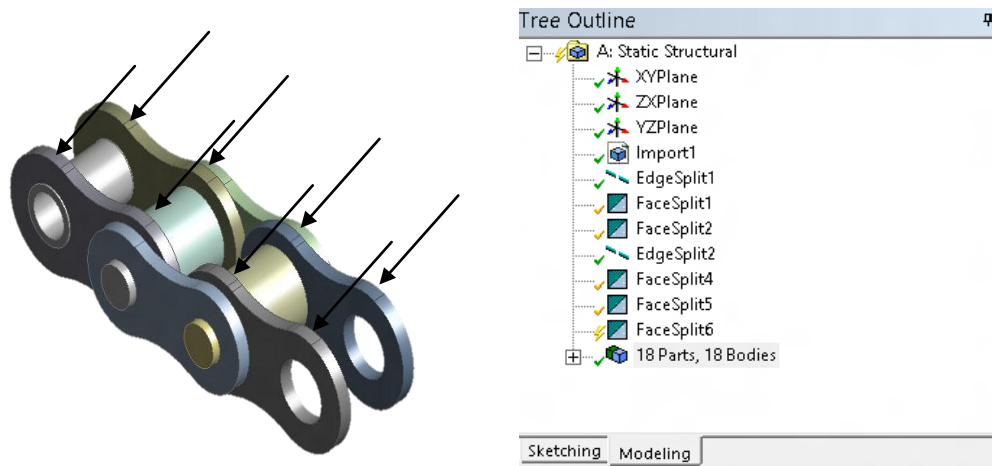 Tree Outline
A: Static Structural
XYPlane
ZXPlane
YZPlane
Import1
EdgeSplit1
FaceSplit1
FaceSplit2
EdgeSplit2
FaceSplit4
FaceSplit5
FaceSplit6
18 Parts, 18 Bodies
Sketching Modeling